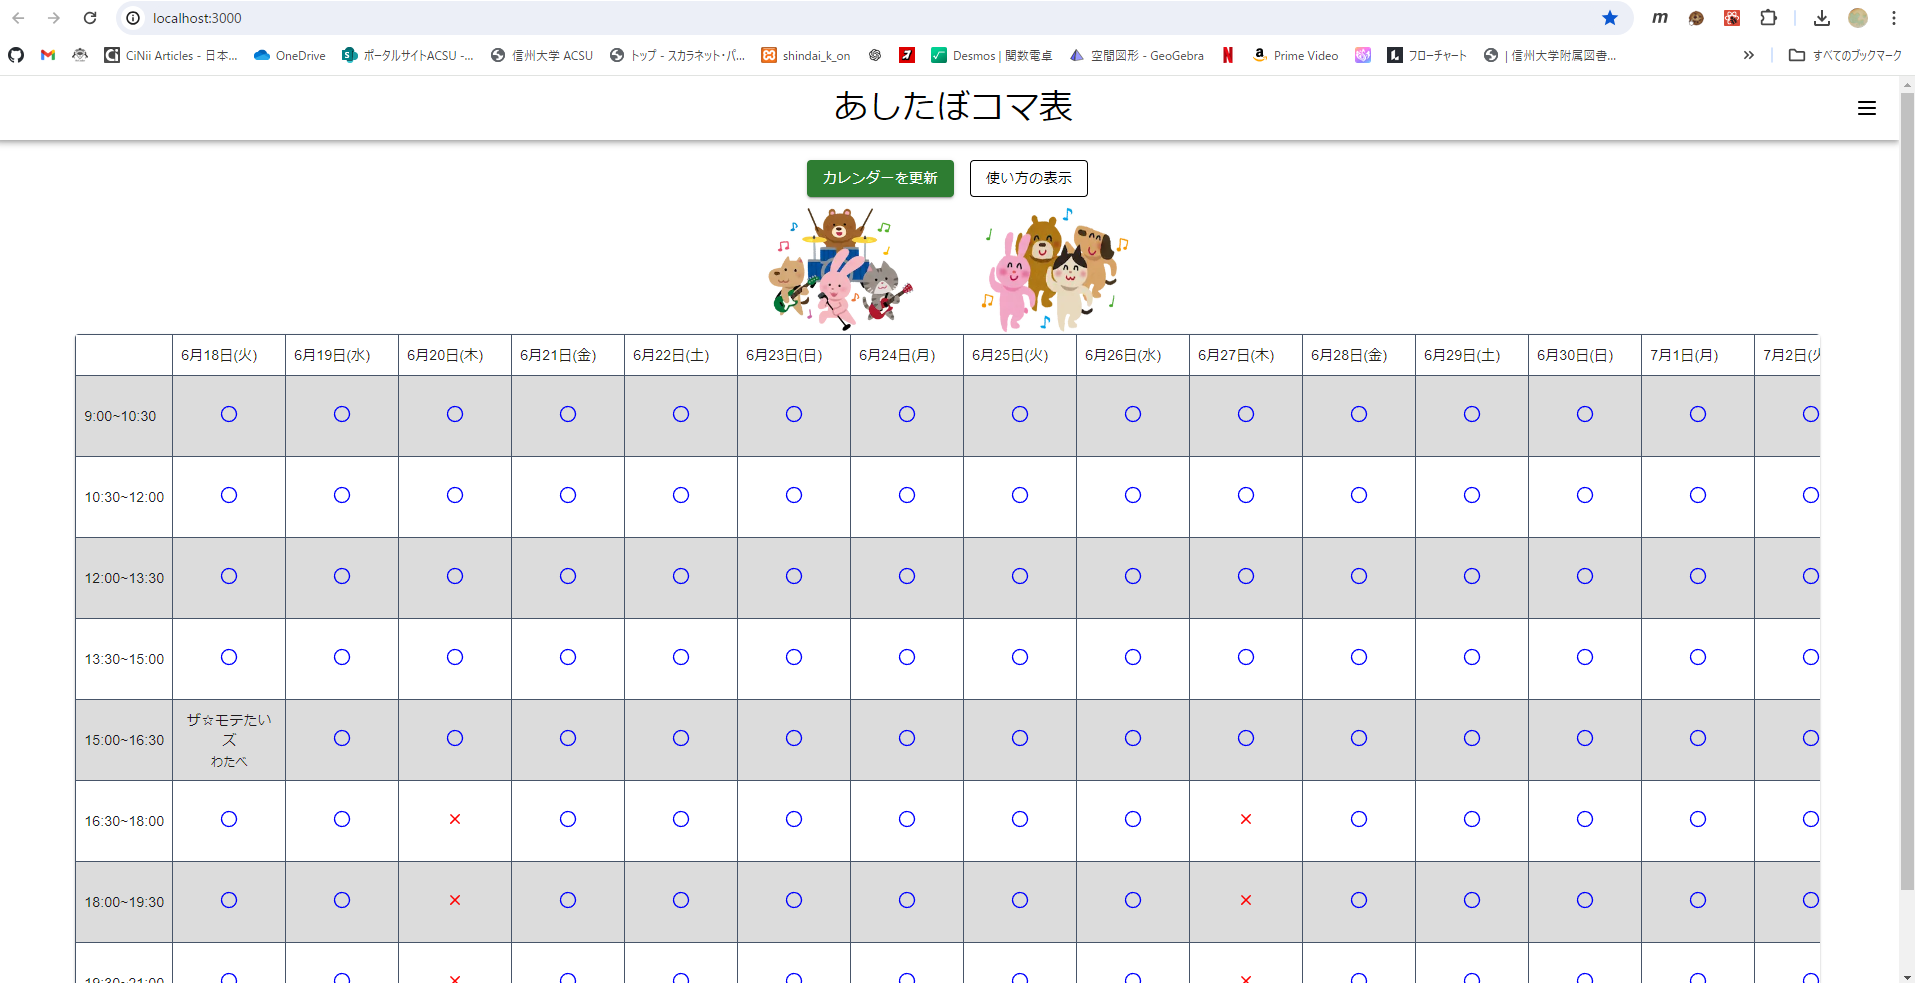 localhost:3000
CiNii Articles - 日本... OneDrive ポータルサイトACSU -... 信州大学 ACSU トップ - スカラネット・パ... shindai_k_on Desmos | 関数電卓 空間図形 - GeoGebra Prime Video フローチャート | 信州大学附属図書... » すべてのブックマーク
あしたぼコマ表
カレンダーを更新 使い方の表示
6月18日(火) 6月19日(水) 6月20日(木) 6月21日(金) 6月22日(土) 6月23日(日) 6月24日(月) 6月25日(火) 6月26日(水) 6月27日(木) 6月28日(金) 6月29日(土) 6月30日(日) 7月1日(月) 7月2日(火
9:00~10:30 〇 〇 〇 〇 〇 〇 〇 〇 〇 〇 〇 〇 〇 〇 〇
10:30~12:00 〇 〇 〇 〇 〇 〇 〇 〇 〇 〇 〇 〇 〇 〇 〇
12:00~13:30 〇 〇 〇 〇 〇 〇 〇 〇 〇 〇 〇 〇 〇 〇 〇
13:30~15:00 〇 〇 〇 〇 〇 〇 〇 〇 〇 〇 〇 〇 〇 〇 〇
ザ☆モテたい
15:00~16:30 ズ 〇 〇 〇 〇 〇 〇 〇 〇 〇 〇 〇 〇 〇 〇
わたべ
16:30~18:00 〇 〇 × 〇 〇 〇 〇 〇 〇 × 〇 〇 〇 〇 〇
18:00~19:30 〇 〇 × 〇 〇 〇 〇 〇 〇 × 〇 〇 〇 〇 〇
19:30~21:00 〇 〇 × 〇 〇 〇 〇 〇 〇 × 〇 〇 〇 〇 〇